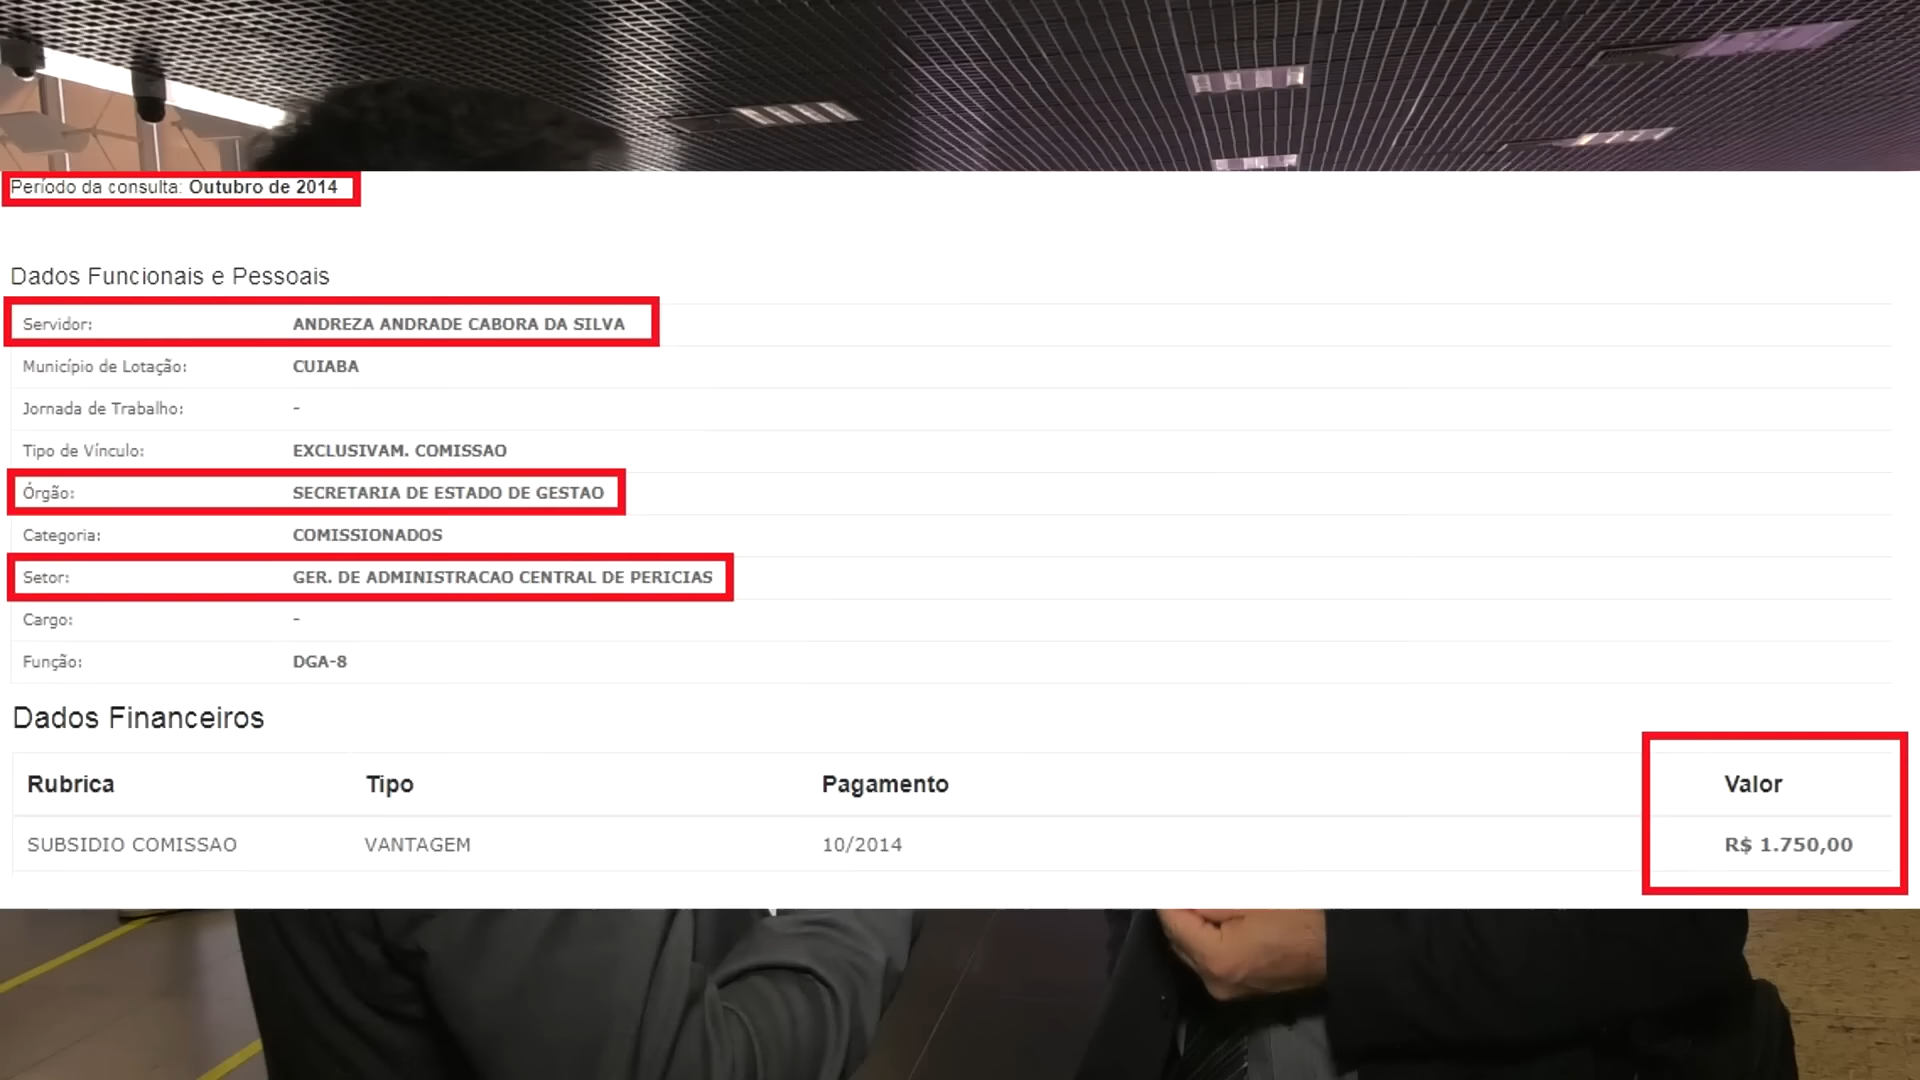 Período da consulta: Outubro de 2014
Dados Funcionais e Pessoais
Servidor: ANDREZA ANDRADE CABORA DA SILVA
Município de Lotação: CUIABA
Jornada de Trabalho: -
Tipo de Vínculo: EXCLUSIVAM. COMISSAO
Órgão: SECRETARIA DE ESTADO DE GESTAO
Categoria: COMISSIONADOS
Setor: GER. DE ADMINISTRACAO CENTRAL DE PERICIAS
Cargo: -
Função: DGA-8
Dados Financeiros
Rubrica Tipo Pagamento Valor
SUBSIDIO COMISSAO VANTAGEM 10/2014 R$ 1.750,00